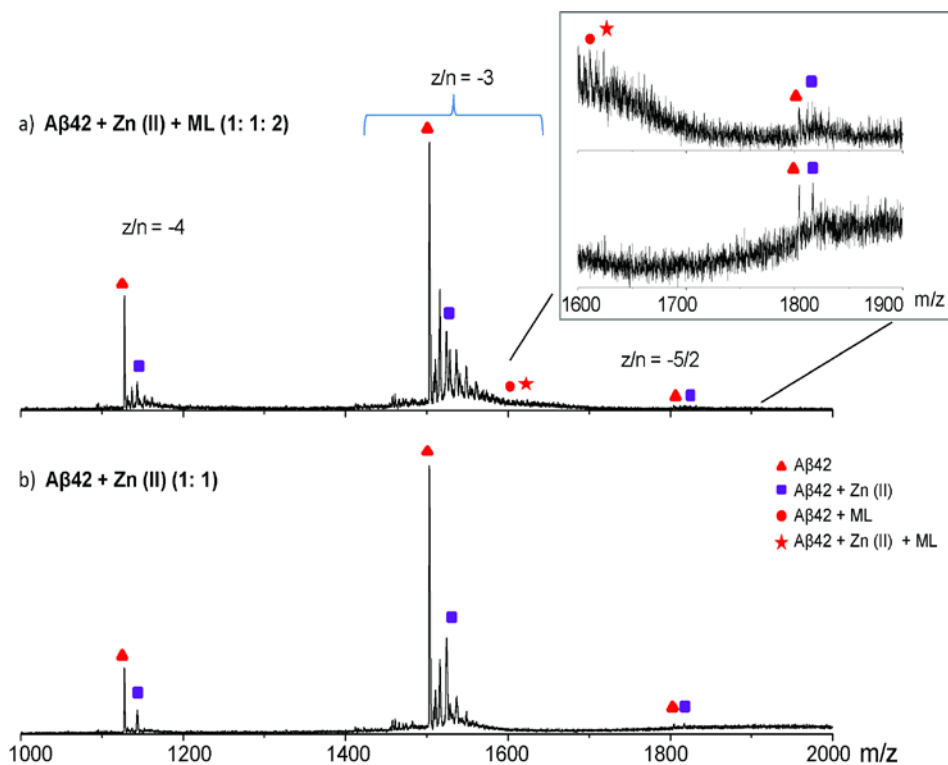 z/n = -3
a) Aβ42 + Zn (II) + ML (1: 1: 2)
z/n = -4
1600 1700 1800 1900 m/z
z/n = -5/2
b) Aβ42 + Zn (II) (1: 1)
Aβ42
Aβ42 + Zn (II)
Aβ42 + ML
Aβ42 + Zn (II) + ML
1000 1200 1400 1600 1800 2000 m/z